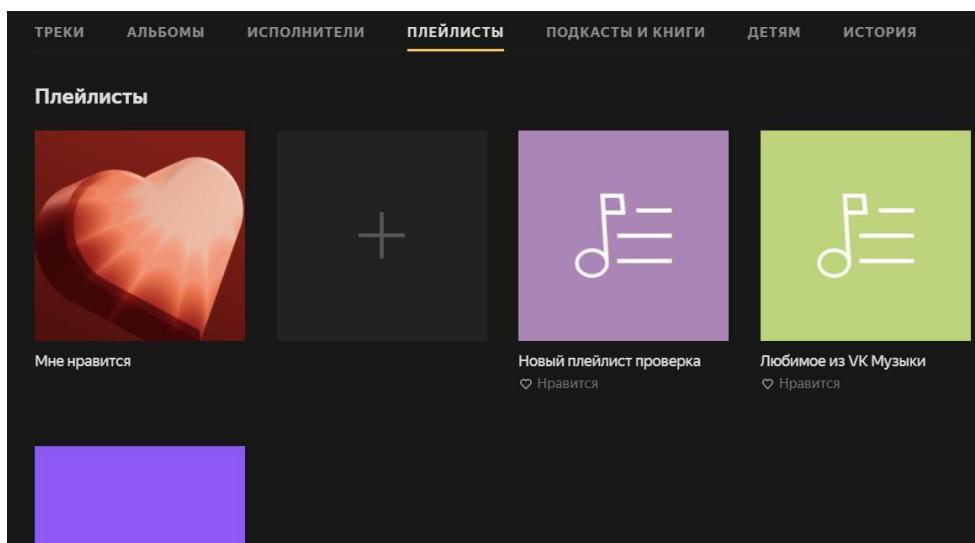 ТРЕКИ АЛЬБОМЫ ИСПОЛНИТЕЛИ ПЛЕЙЛИСТЫ ПОДКАСТЫ И КНИГИ ДЕТЯМ ИСТОРИЯ
Плейлисты
Мне нравится Новый плейлист проверка Любимое из VK Музыки
Нравится Нравится